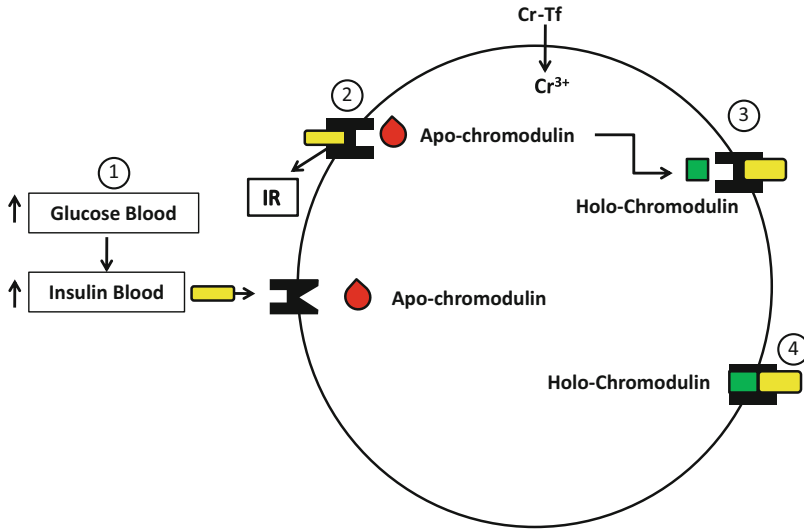 Cr-Tf
Cr³⁺
2
Apo-chromodulin
3
1
IR
Holo-Chromodulin
Glucose Blood
Insulin Blood
Apo-chromodulin
4
Holo-Chromodulin